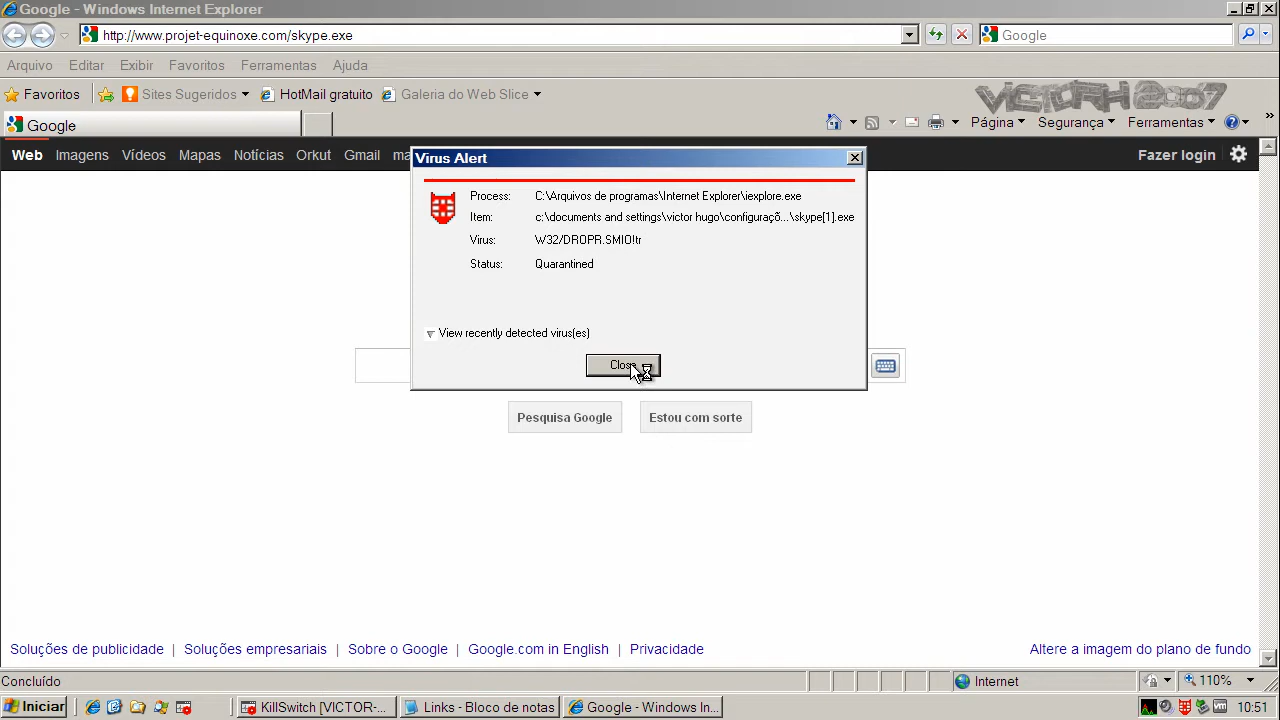 Google - Windows Internet Explorer
http://www.projet-equinoxe.com/skype.exe
Google
Arquivo Editar Exibir Favoritos Ferramentas Ajuda
Favoritos Sites Sugeridos HotMail gratuito Galeria do Web Slice
VICTORH 2007
Google
Página Segurança Ferramentas »
Web Imagens Vídeos Mapas Notícias Orkut Gmail
Fazer login
Virus Alert
Process: C:\Arquivos de programas\Internet Explorer\iexplore.exe
Item: c:\documents and settings\victor hugo\configuraçõ...\skype[1].exe
Virus: W32/DROPR.SMIO!tr
Status: Quarantined
View recently detected virus(es)
Close
Pesquisa Google Estou com sorte
Soluções de publicidade | Soluções empresariais | Sobre o Google | Google.com in English | Privacidade
Altere a imagem do plano de fundo
Concluído
Internet
110%
Iniciar
KillSwitch [VICTOR-...
Links - Bloco de notas
Google - Windows In...
10:51